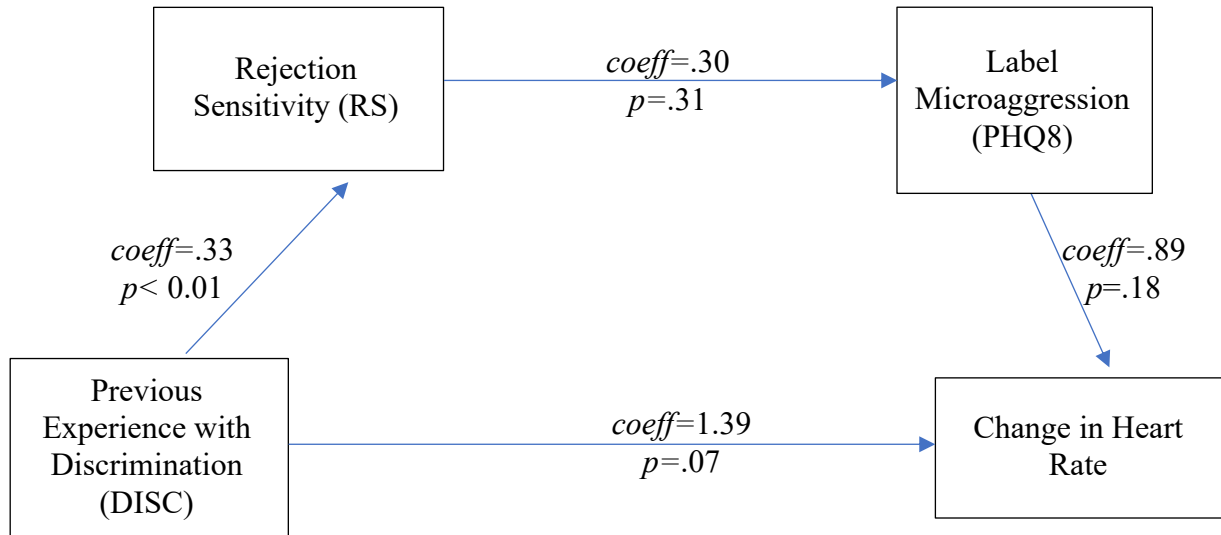 Rejection
Sensitivity (RS)
coeff=.30
p=.31
Label
Microaggression
(PHQ8)
coeff=.33
p< 0.01
coeff=.89
p=.18
Previous
Experience with
Discrimination
(DISC)
coeff=1.39
p=.07
Change in Heart
Rate